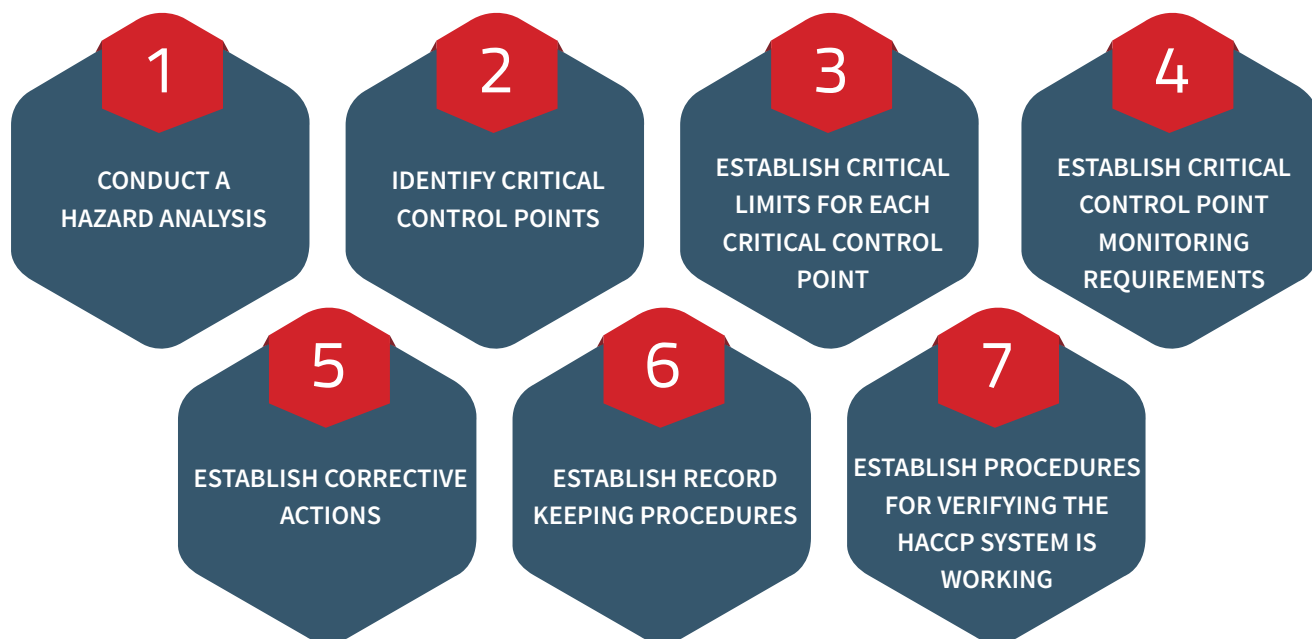 1
CONDUCT A
HAZARD ANALYSIS
2
IDENTIFY CRITICAL
CONTROL POINTS
3
ESTABLISH CRITICAL
LIMITS FOR EACH
CRITICAL CONTROL
POINT
4
ESTABLISH CRITICAL
CONTROL POINT
MONITORING
REQUIREMENTS
5
ESTABLISH CORRECTIVE
ACTIONS
6
ESTABLISH RECORD
KEEPING PROCEDURES
7
ESTABLISH PROCEDURES
FOR VERIFYING THE
HACCP SYSTEM IS
WORKING